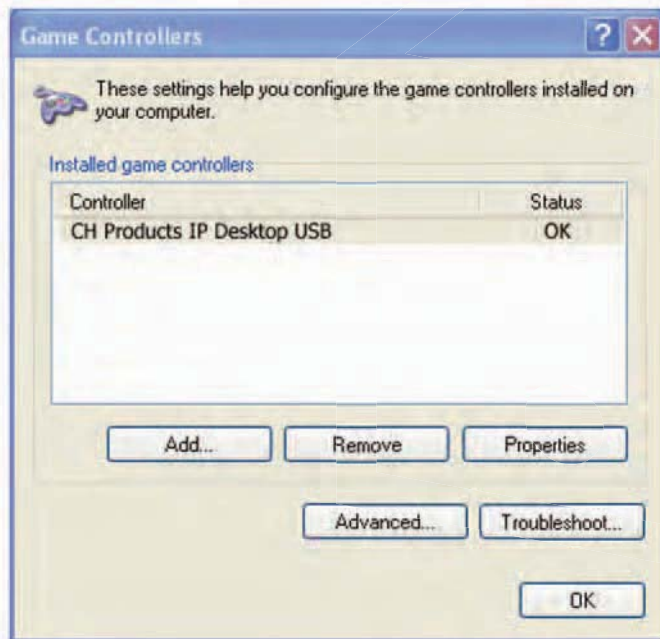 Game Controllers
These settings help you configure the game controllers installed on
your computer.
Installed game controllers
Controller Status
CH Products IP Desktop USB OK
Add... Remove Properties
Advanced... Troubleshoot...
OK